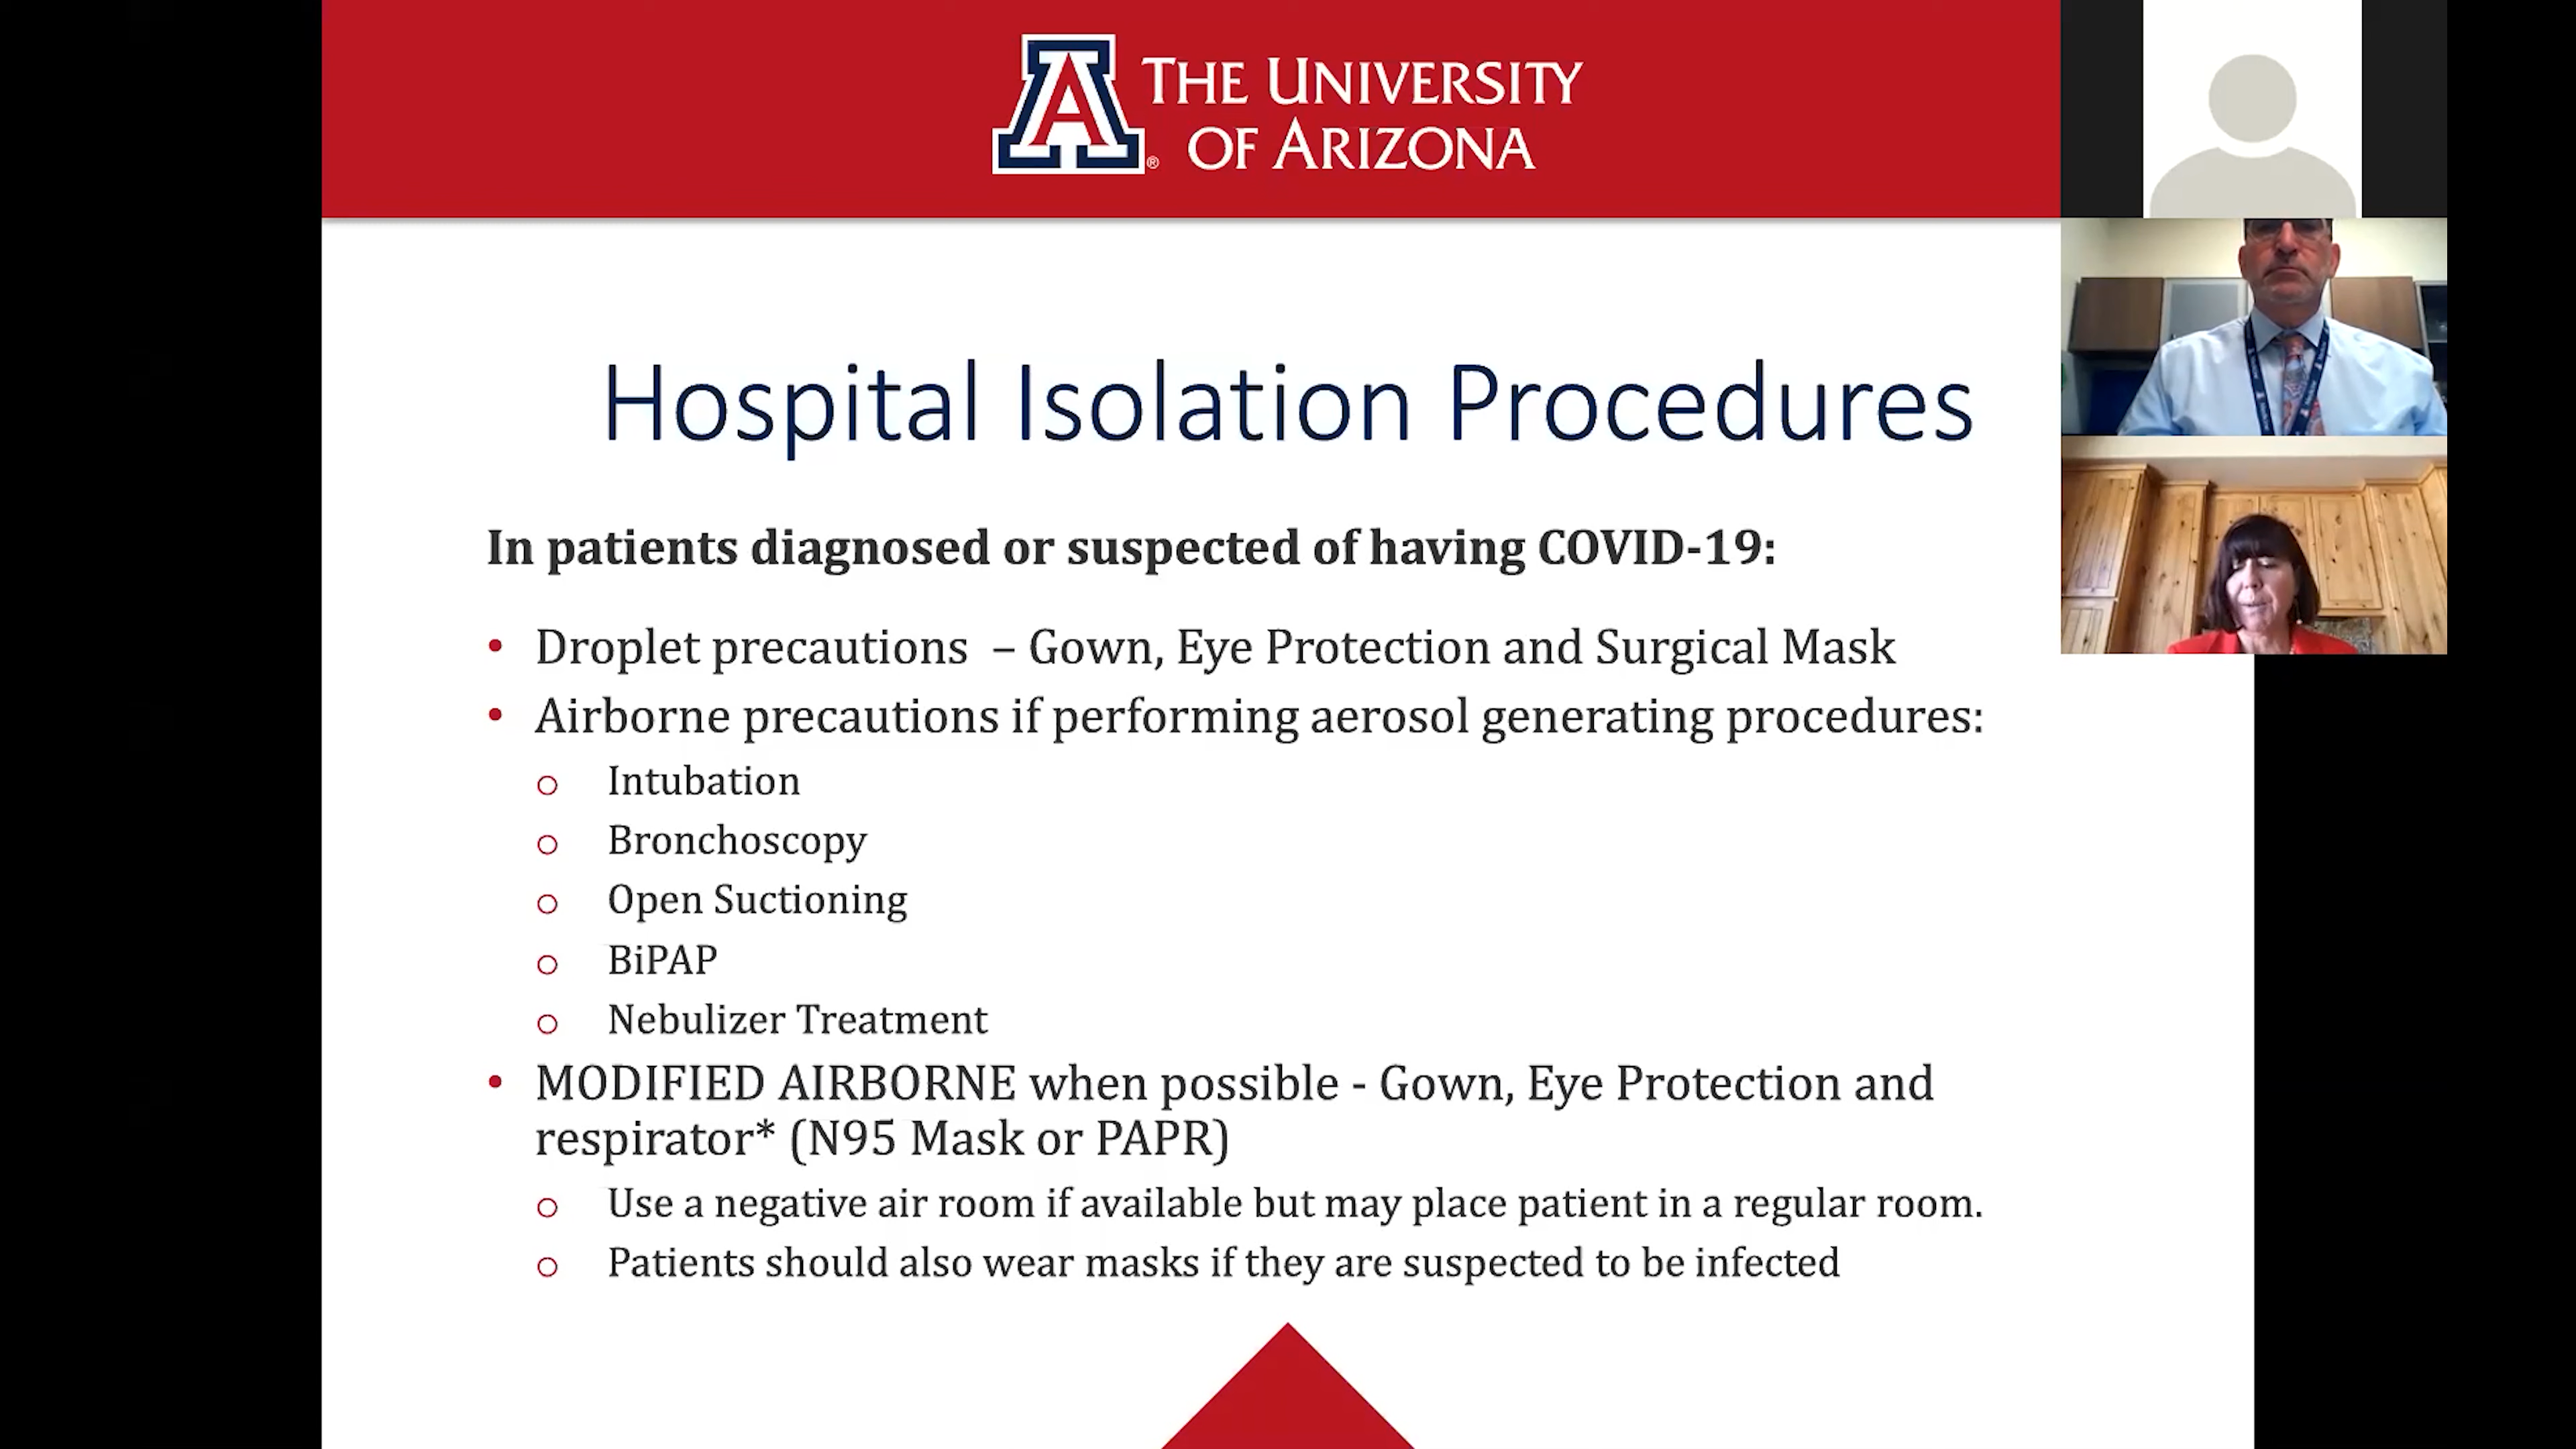 THE UNIVERSITY
OF ARIZONA
A
®
Hospital Isolation Procedures
In patients diagnosed or suspected of having COVID-19:
• Droplet precautions – Gown, Eye Protection and Surgical Mask
• Airborne precautions if performing aerosol generating procedures:
o Intubation
o Bronchoscopy
o Open Suctioning
o BiPAP
o Nebulizer Treatment
• MODIFIED AIRBORNE when possible - Gown, Eye Protection and
respirator* (N95 Mask or PAPR)
o Use a negative air room if available but may place patient in a regular room.
o Patients should also wear masks if they are suspected to be infected